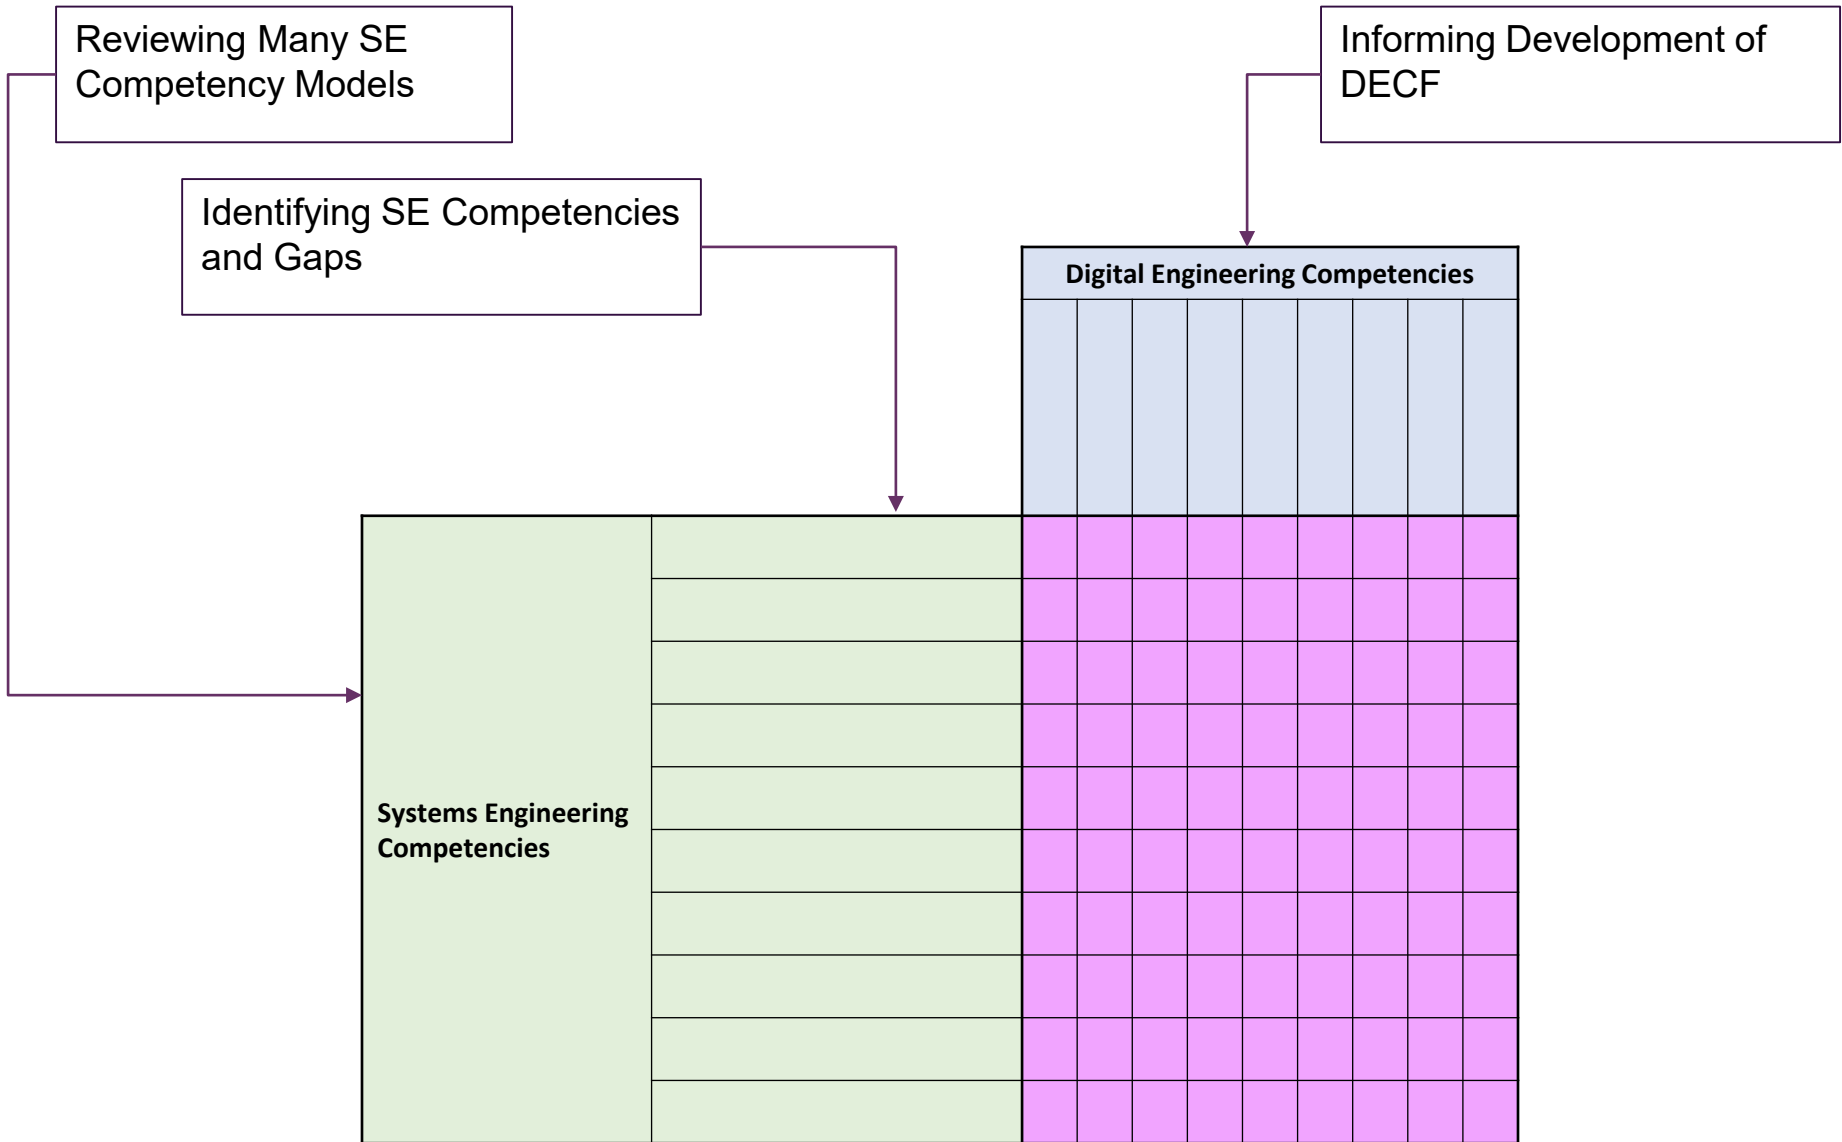 Reviewing Many SE
Competency Models
Informing Development of
DECF
Identifying SE Competencies
and Gaps
Digital Engineering Competencies
Systems Engineering
Competencies